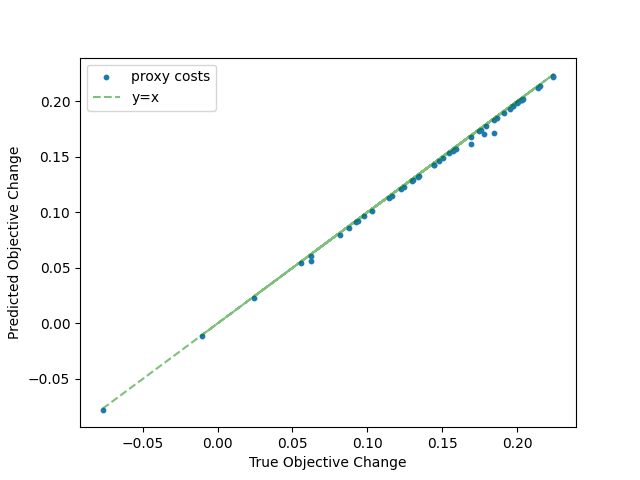 proxy costs
y=x
0.20
0.15
0.10
0.05
0.00
−0.05
Predicted Objective Change
−0.05 0.00 0.05 0.10 0.15 0.20
True Objective Change